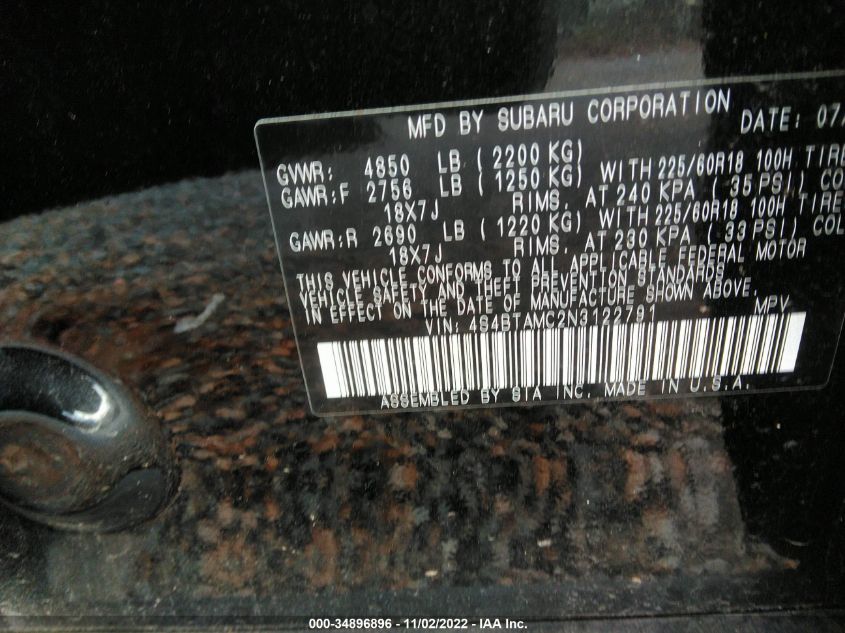 MFD BY SUBARU CORPORATION DATE: 07/
GVWR: 4850 LB (2200 KG)
GAWR:F 2756 LB (1250 KG) WITH 225/60R18 100H TIRE
18X7J RIMS, AT 240 KPA (35 PSI) CO
GAWR:R 2690 LB (1220 KG) WITH 225/60R18 100H TIRE
18X7J RIMS, AT 230 KPA (33 PSI) COL
THIS VEHICLE CONFORMS TO ALL APPLICABLE FEDERAL MOTOR
VEHICLE SAFETY AND THEFT PREVENTION STANDARDS
IN EFFECT ON THE DATE OF MANUFACTURE SHOWN ABOVE.
VIN: 4S4BTAMC2N3122791 MPV
ASSEMBLED BY SIA INC, MADE IN U.S.A.
000-34896896 - 11/02/2022 - IAA Inc.